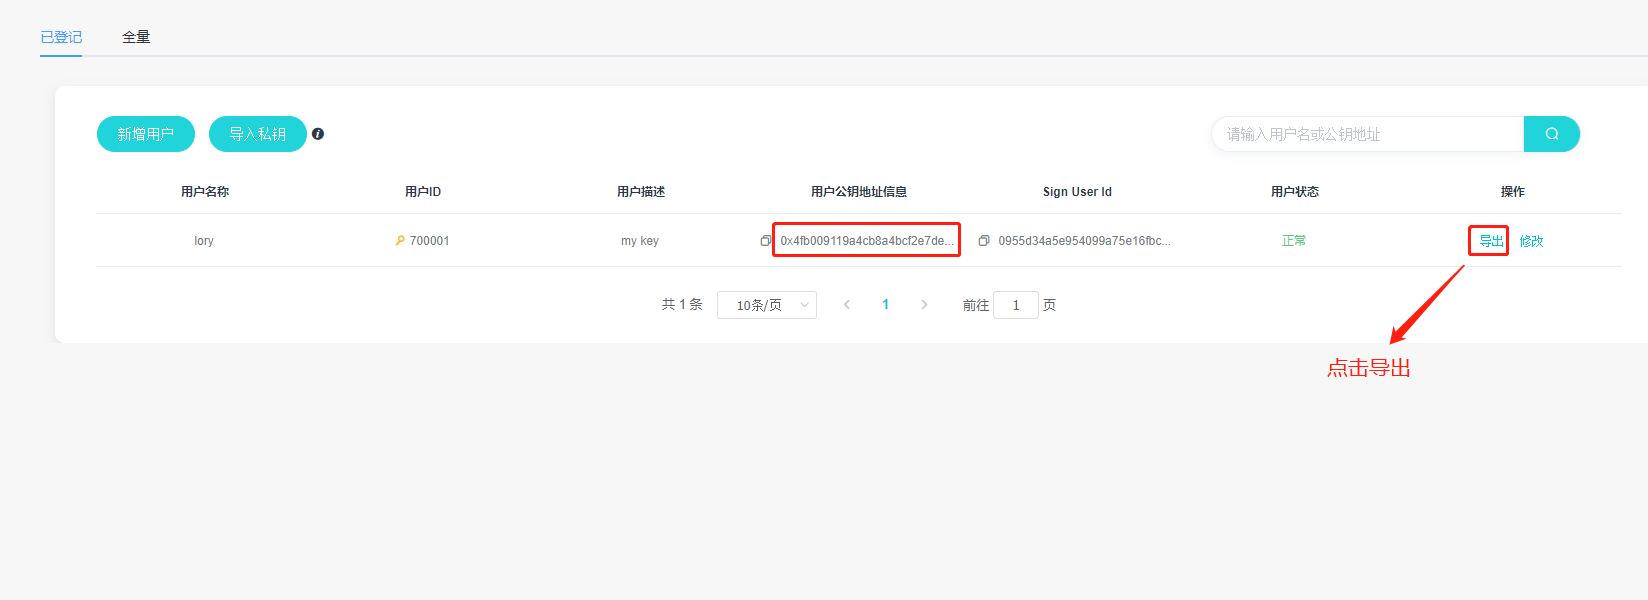 已登记 全量
新增用户 导入私钥 请输入用户名或公钥地址
用户名称 用户ID 用户描述 用户公钥地址信息 Sign User Id 用户状态 操作
lory 700001 my key 0x4fb009119a4cb8a4bcf2e7de... 0955d34a5e954099a75e16fbc... 正常 导出 修改
共 1 条 10条/页 1 前往 1 页
点击导出